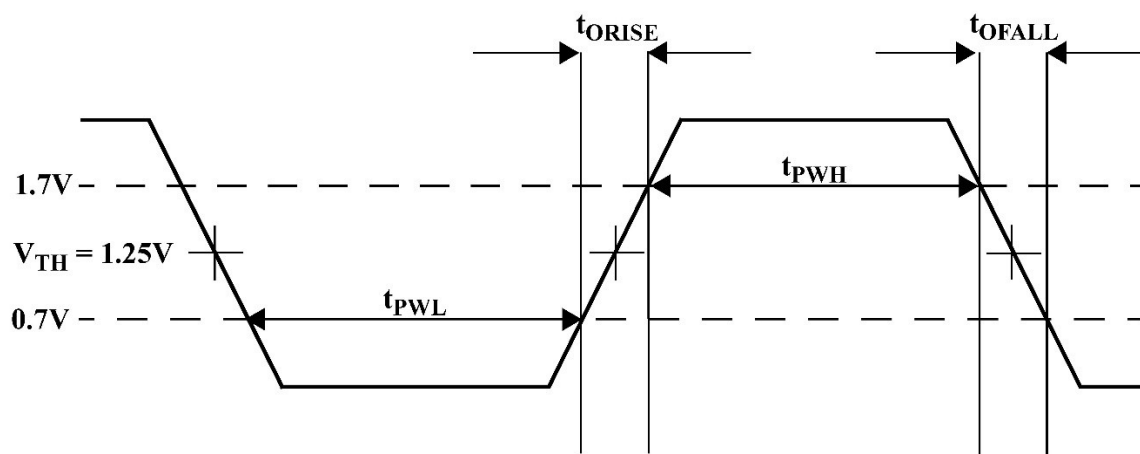 tORISE
tOFALL
1.7V
tPWH
VTH = 1.25V
tPWL
0.7V